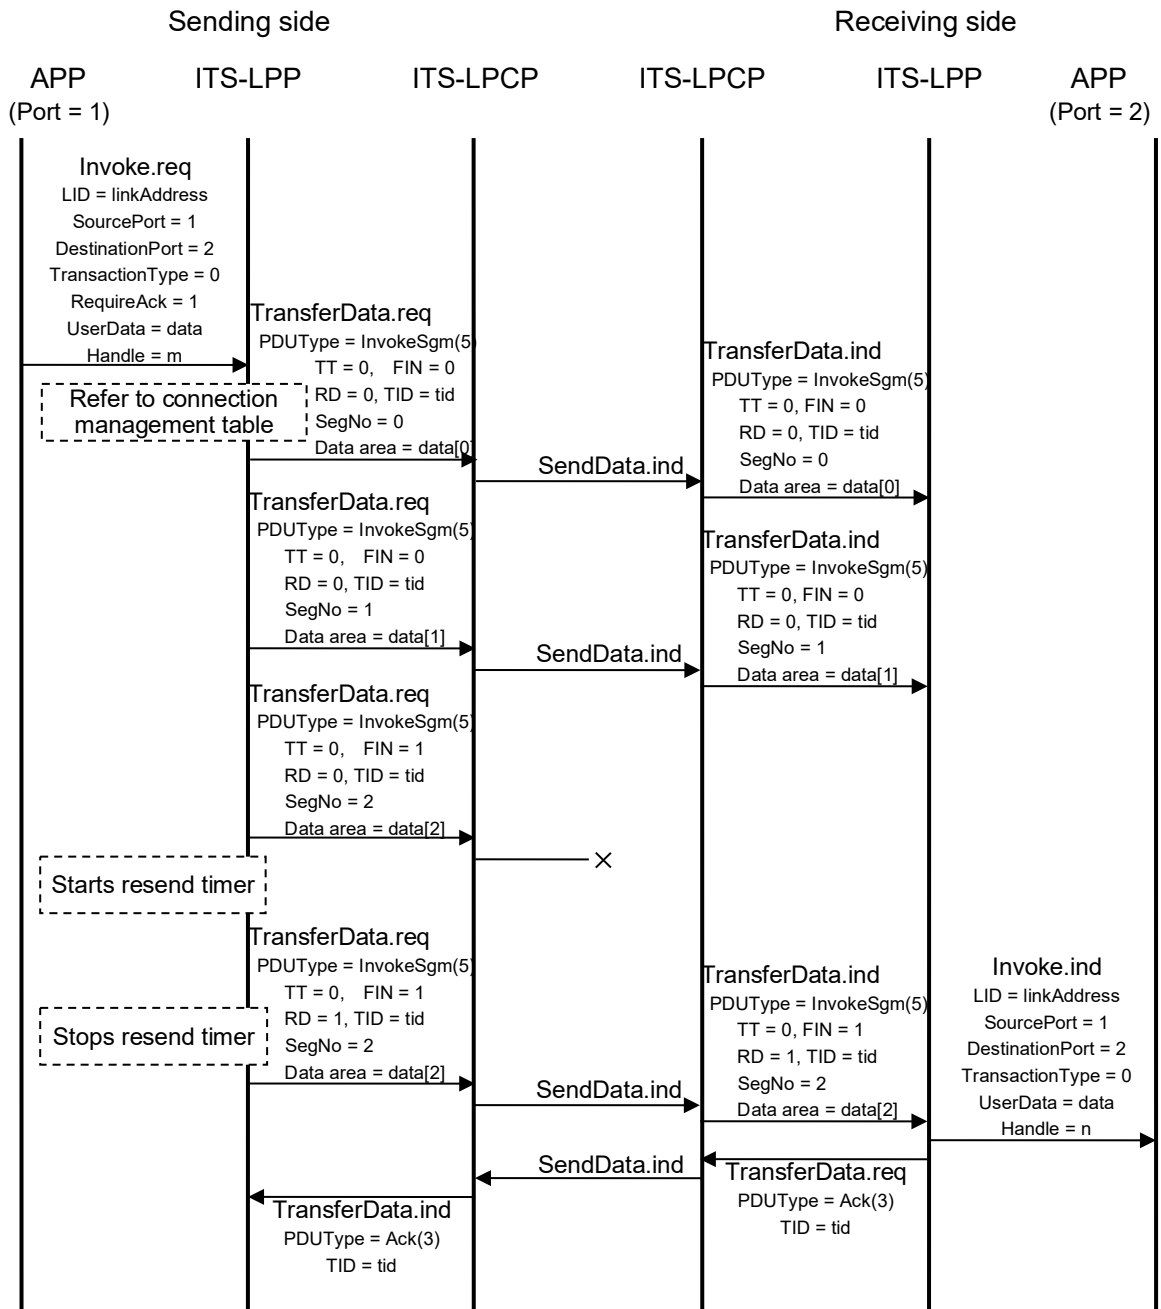 Sending side
Receiving side
APP
(Port = 1)
ITS-LPP
ITS-LPCP
ITS-LPCP
ITS-LPP
APP
(Port = 2)
Invoke.req
LID = linkAddress
SourcePort = 1
DestinationPort = 2
TransactionType = 0
RequireAck = 1
UserData = data
Handle = m
Refer to connection
management table
TransferData.req
PDUType = InvokeSgm(5)
TT = 0, FIN = 0
RD = 0, TID = tid
SegNo = 0
Data area = data[0]
SendData.ind
TransferData.ind
PDUType = InvokeSgm(5)
TT = 0, FIN = 0
RD = 0, TID = tid
SegNo = 0
Data area = data[0]
TransferData.req
PDUType = InvokeSgm(5)
TT = 0, FIN = 0
RD = 0, TID = tid
SegNo = 1
Data area = data[1]
SendData.ind
TransferData.ind
PDUType = InvokeSgm(5)
TT = 0, FIN = 0
RD = 0, TID = tid
SegNo = 1
Data area = data[1]
TransferData.req
PDUType = InvokeSgm(5)
TT = 0, FIN = 1
RD = 0, TID = tid
SegNo = 2
Data area = data[2]
Starts resend timer
TransferData.req
PDUType = InvokeSgm(5)
TT = 0, FIN = 1
RD = 1, TID = tid
SegNo = 2
Data area = data[2]
Stops resend timer
SendData.ind
TransferData.ind
PDUType = InvokeSgm(5)
TT = 0, FIN = 1
RD = 1, TID = tid
SegNo = 2
Data area = data[2]
Invoke.ind
LID = linkAddress
SourcePort = 1
DestinationPort = 2
TransactionType = 0
UserData = data
Handle = n
TransferData.req
PDUType = Ack(3)
TID = tid
SendData.ind
TransferData.ind
PDUType = Ack(3)
TID = tid